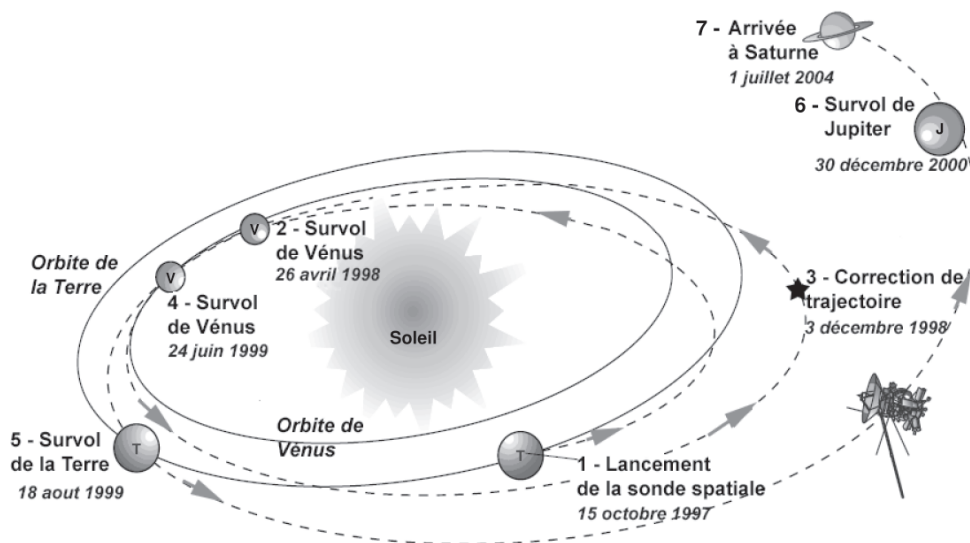 7 - Arrivée
à Saturne
1 juillet 2004
6 - Survol de
Jupiter
J
30 décembre 2000
V
2 - Survol
de Vénus
26 avril 1998
Orbite de
la Terre
V
4 - Survol
de Vénus
24 juin 1999
Soleil
3 - Correction de
trajectoire
3 décembre 1998
Orbite de
Vénus
5 - Survol
de la Terre
18 aout 1999
T
T
1 - Lancement
de la sonde spatiale
15 octobre 1997